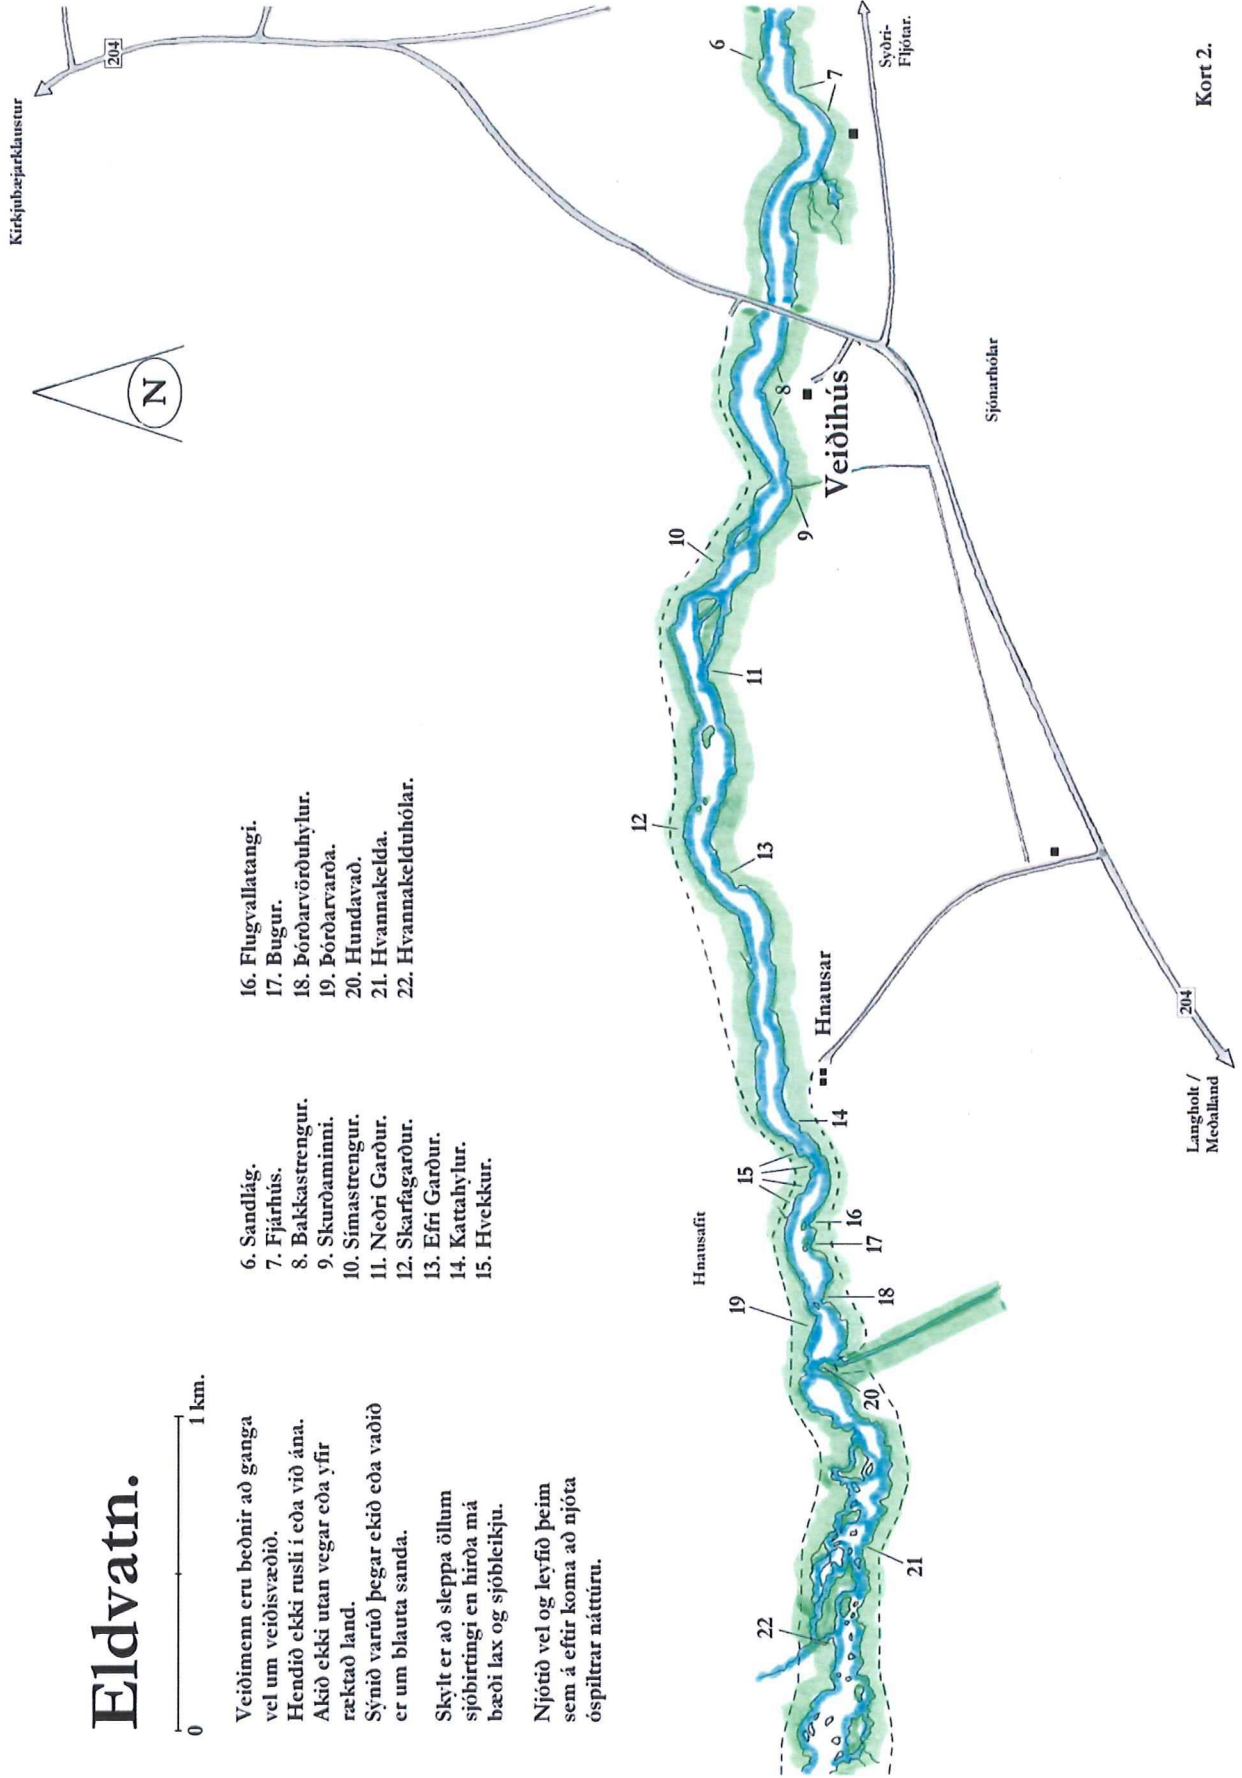 Eldvatn.
0
1 km.
Veiðimenn eru beðnir að ganga
vel um veiðisvæðið.
Hendið ekki rusli í eða við ána.
Akið ekki utan vegar eða yfir
ræktað land.
Sýnið varúð þegar ekið eða vaðið
er um blauta sanda.
Skylt er að sleppa öllum
sjóbirtingi en hirða má
bæði lax og sjóbleikju.
Njótið vel og leyfið þeim
sem á eftir koma að njóta
óspiltrar náttúru.
6. Sandlág.
7. Fjárhús.
8. Bakkastrengur.
9. Skurðaminni.
10. Símastrengur.
11. Neðri Garður.
12. Skarfagarður.
13. Efri Garður.
14. Kattahylur.
15. Hvekkur.
16. Flugvallatangi.
17. Bugur.
18. Þórðarvörðuhylur.
19. Þórðarvarða.
20. Hundavað.
21. Hvannakelda.
22. Hvannakelduhólar.
N
Kirkjubæjarklaustur
204
22
21
20
19
18
17
16
15
14
Hnausafit
Hnausar
13
12
11
10
9
8
Veiðihús
7
6
Syðri-
Fljótar.
Sjónarhólar
204
Langholt /
Meðalland
Kort 2.